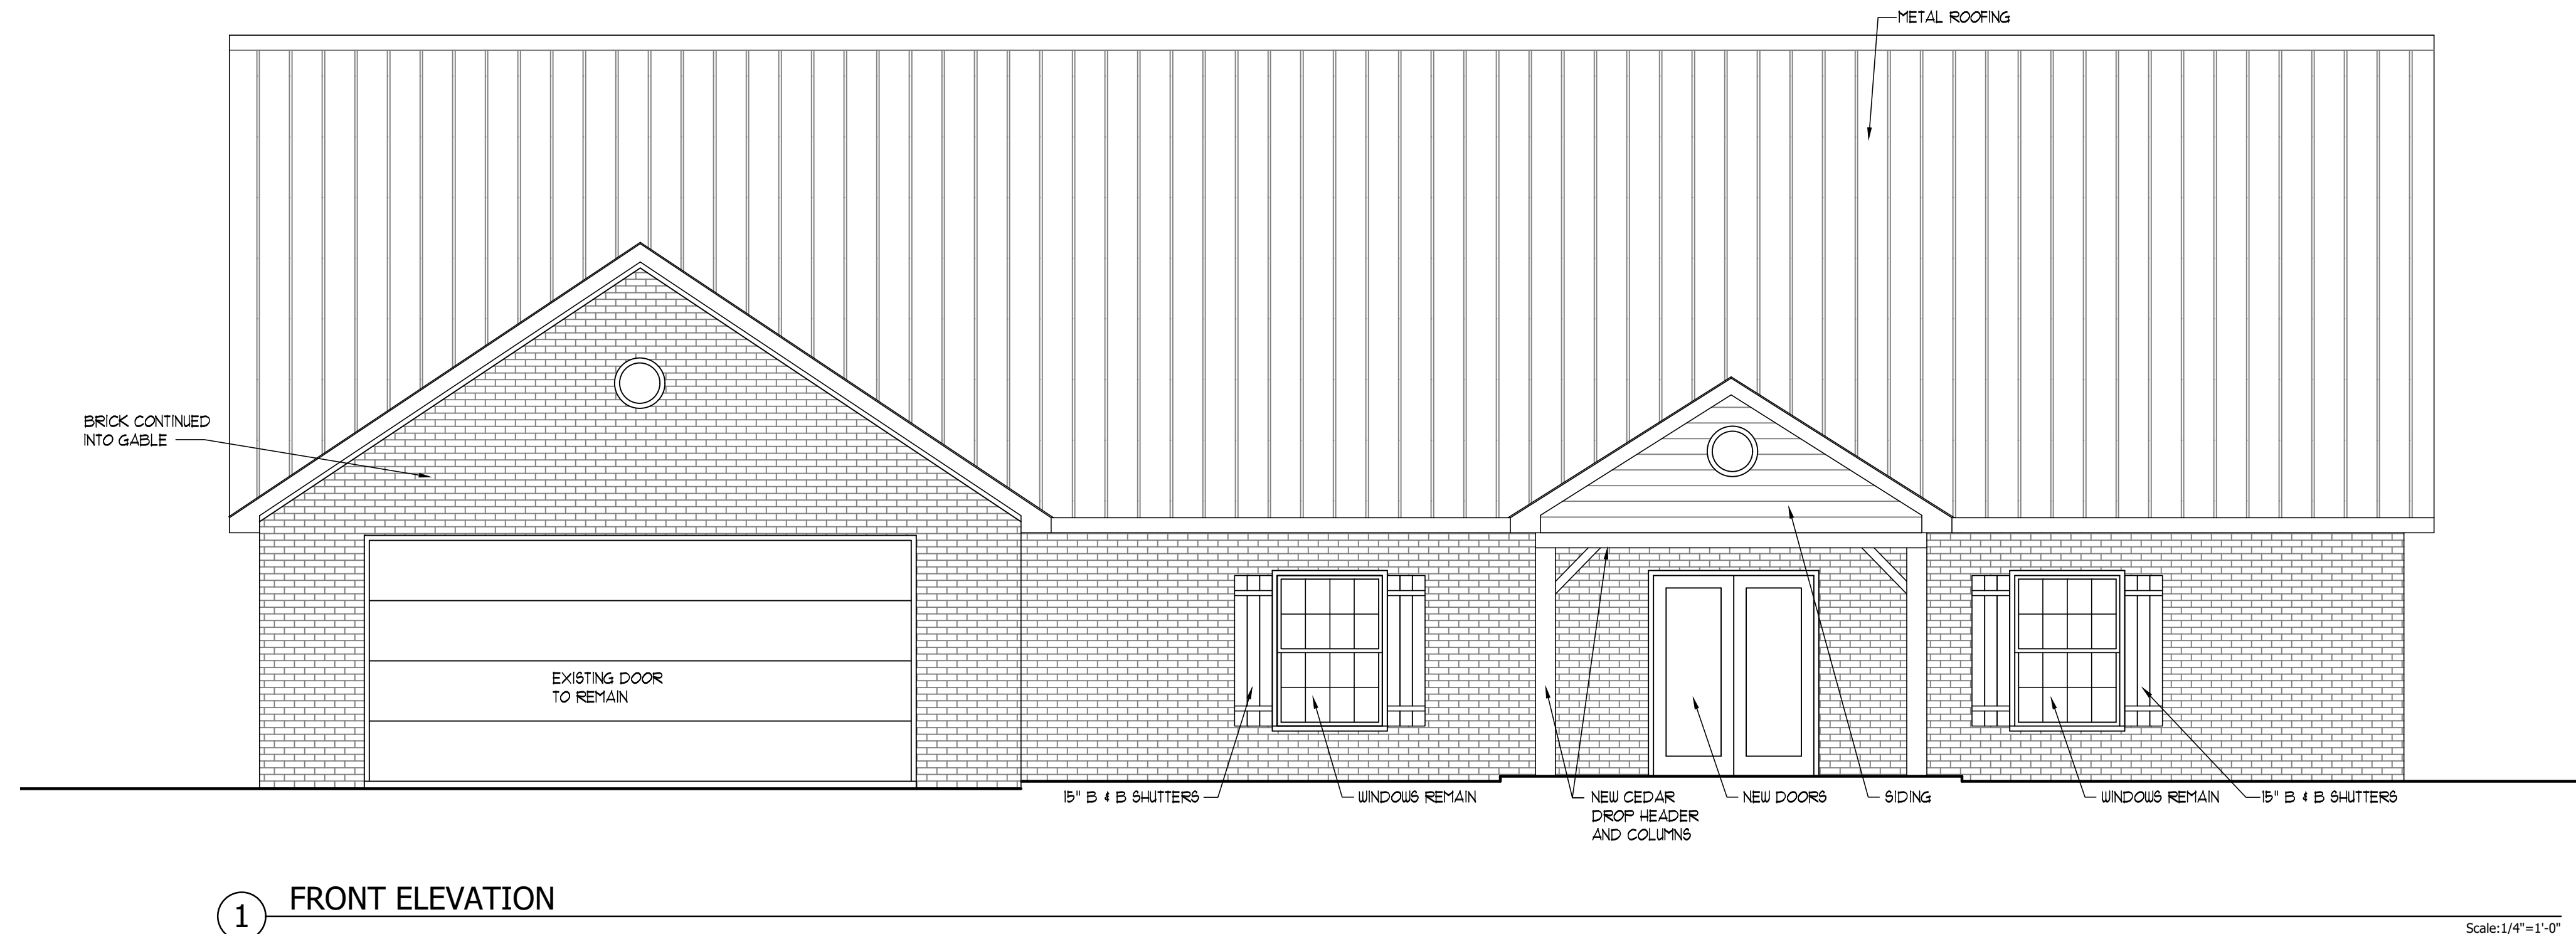 METAL ROOFING
BRICK CONTINUED
INTO GABLE
EXISTING DOOR
TO REMAIN
15" B & B SHUTTERS
WINDOWS REMAIN
NEW CEDAR
DROP HEADER
AND COLUMNS
NEW DOORS
SIDING
WINDOWS REMAIN
15" B & B SHUTTERS
1
FRONT ELEVATION
Scale:1/4"=1'-0"